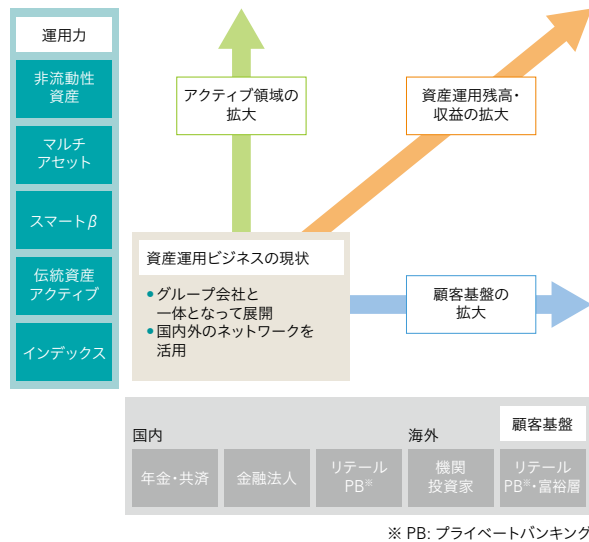 運用力
非流動性
資産
マルチ
アセット
スマートβ
伝統資産
アクティブ
インデックス
アクティブ領域の
拡大
資産運用残高・
収益の拡大
資産運用ビジネスの現状
●グループ会社と
一体となって展開
●国内外のネットワークを
活用
顧客基盤の
拡大
顧客基盤
国内
海外
年金・共済
金融法人
リテール
PB※
機関
投資家
リテール
PB※・富裕層
※ PB: プライベートバンキング